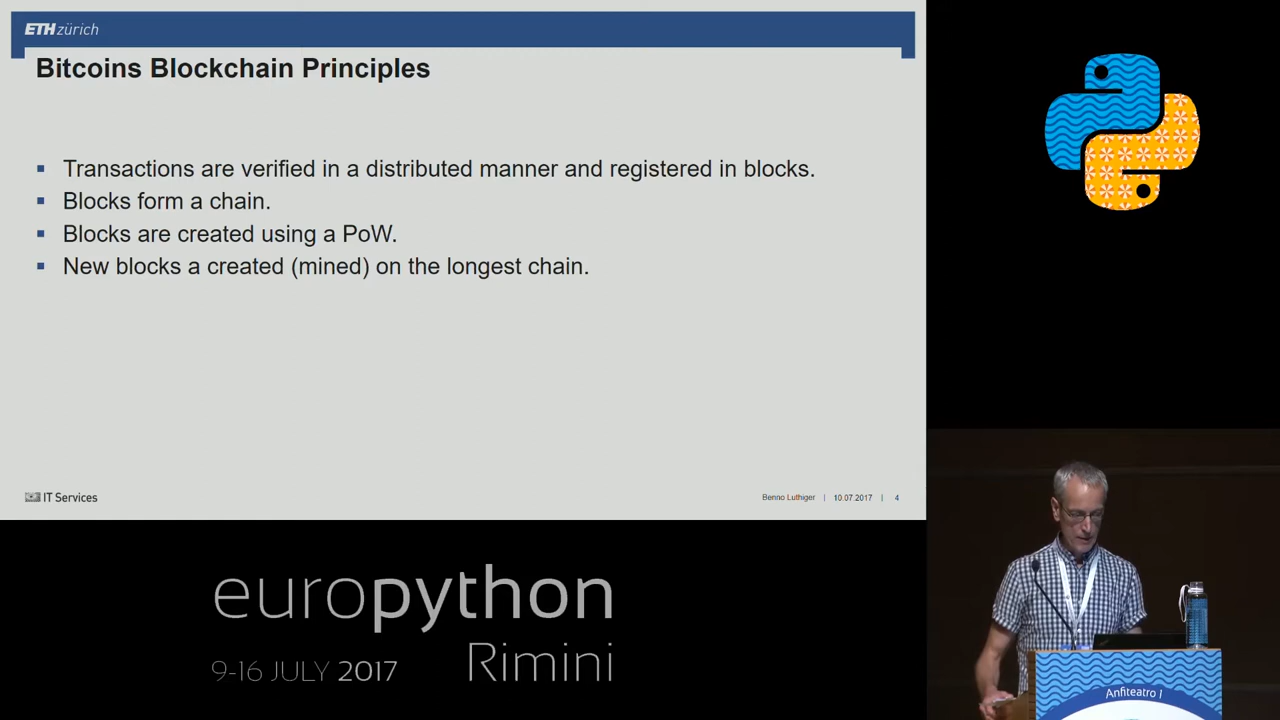 ETH zürich
Bitcoins Blockchain Principles
Transactions are verified in a distributed manner and registered in blocks.
Blocks form a chain.
Blocks are created using a PoW.
New blocks a created (mined) on the longest chain.
IT Services
Benno Luthiger | 10.07.2017 | 4
europython
9-16 JULY 2017 Rimini
Anfiteatro I